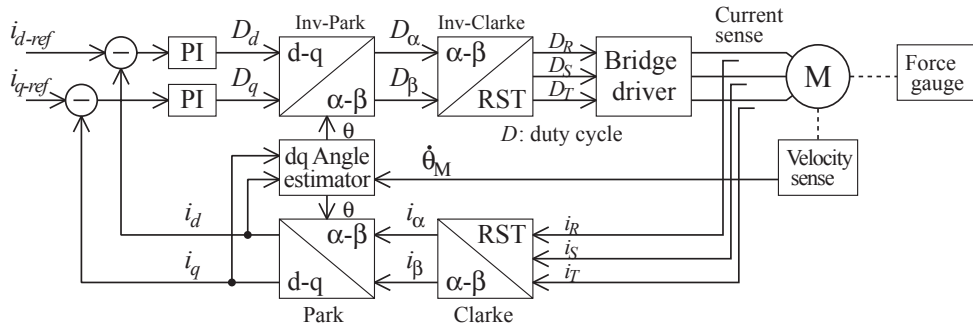 Inv-Park
Inv-Clarke
Current
sense
i_d-ref
−
PI
D_d
d-q
α-β
D_α
α-β
RST
D_R
Bridge
driver
M
Force
gauge
i_q-ref
−
PI
D_q
D_β
D_S
D_T
D: duty cycle
θ
dq Angle
estimator
θ̇_M
Velocity
sense
θ
i_d
α-β
d-q
i_α
RST
α-β
i_R
i_S
i_q
i_β
i_T
Park
Clarke